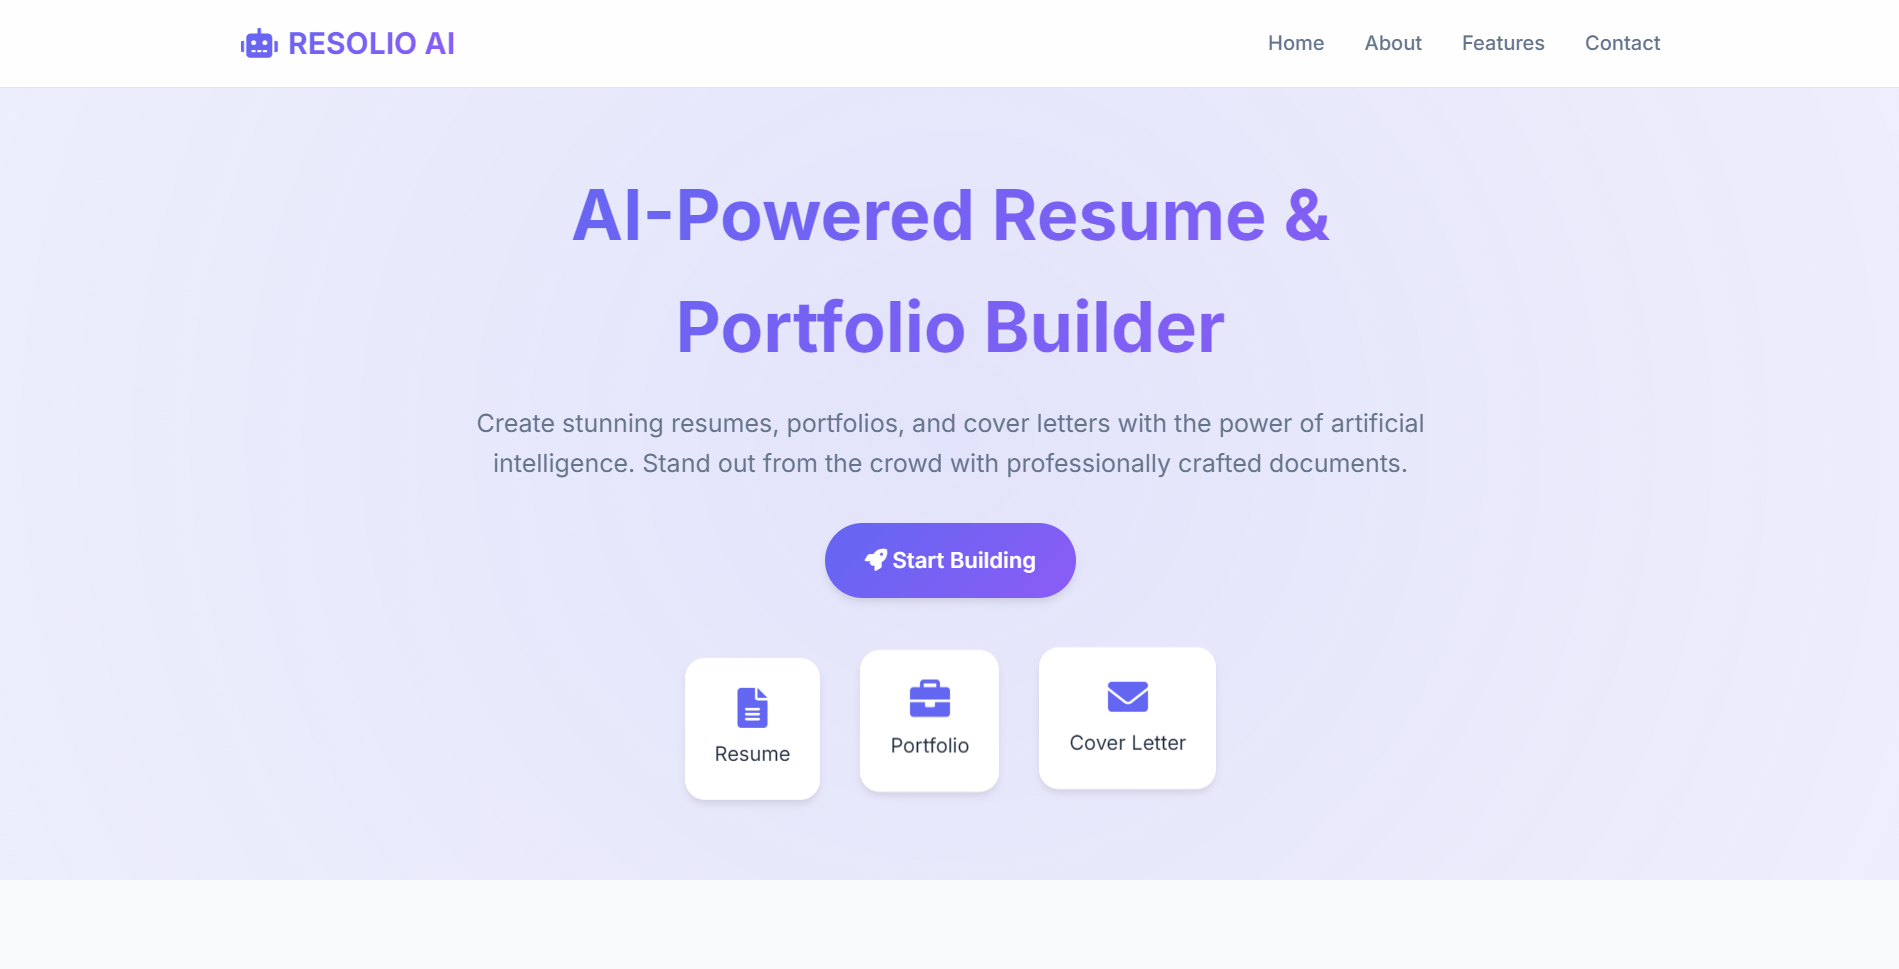 RESOLIO AI
Home About Features Contact
AI-Powered Resume &
Portfolio Builder
Create stunning resumes, portfolios, and cover letters with the power of artificial
intelligence. Stand out from the crowd with professionally crafted documents.
Start Building
Resume
Portfolio
Cover Letter